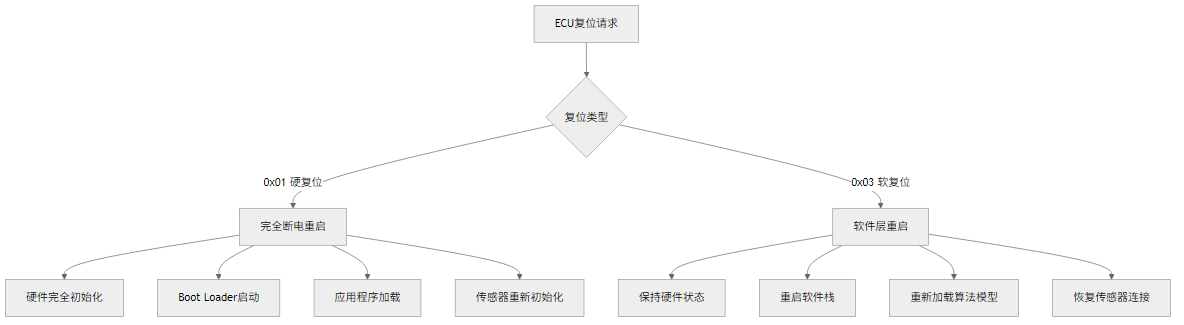 ECU复位请求
复位类型
0x01 硬复位
0x03 软复位
完全断电重启
软件层重启
硬件完全初始化
Boot Loader启动
应用程序加载
传感器重新初始化
保持硬件状态
重启软件栈
重新加载算法模型
恢复传感器连接